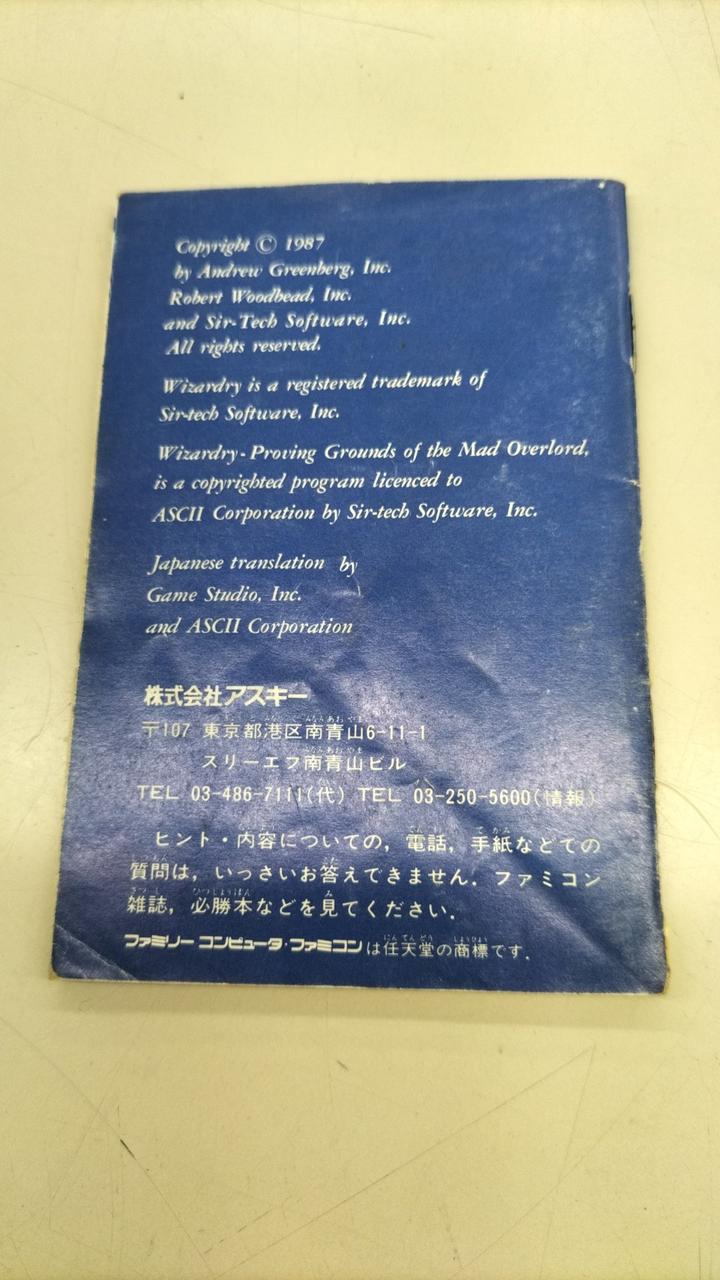 Copyright © 1987
by Andrew Greenberg, Inc.
Robert Woodhead, Inc.
and Sir-Tech Software, Inc.
All rights reserved.
Wizardry is a registered trademark of
Sir-tech Software, Inc.
Wizardry-Proving Grounds of the Mad Overlord,
is a copyrighted program licenced to
ASCII Corporation by Sir-tech Software, Inc.
Japanese translation by
Game Studio, Inc.
and ASCII Corporation
株式会社アスキー
〒107 東京都港区南青山6-11-1
スリーエフ南青山ビル
TEL 03-486-7111(代) TEL 03-250-5600(情報)
ヒント・内容についての，電話，手紙などでの
質問は，いっさいお答えできません．ファミコン
雑誌，必勝本などを見てください．
ファミリーコンピュータ・ファミコンは任天堂の商標です．